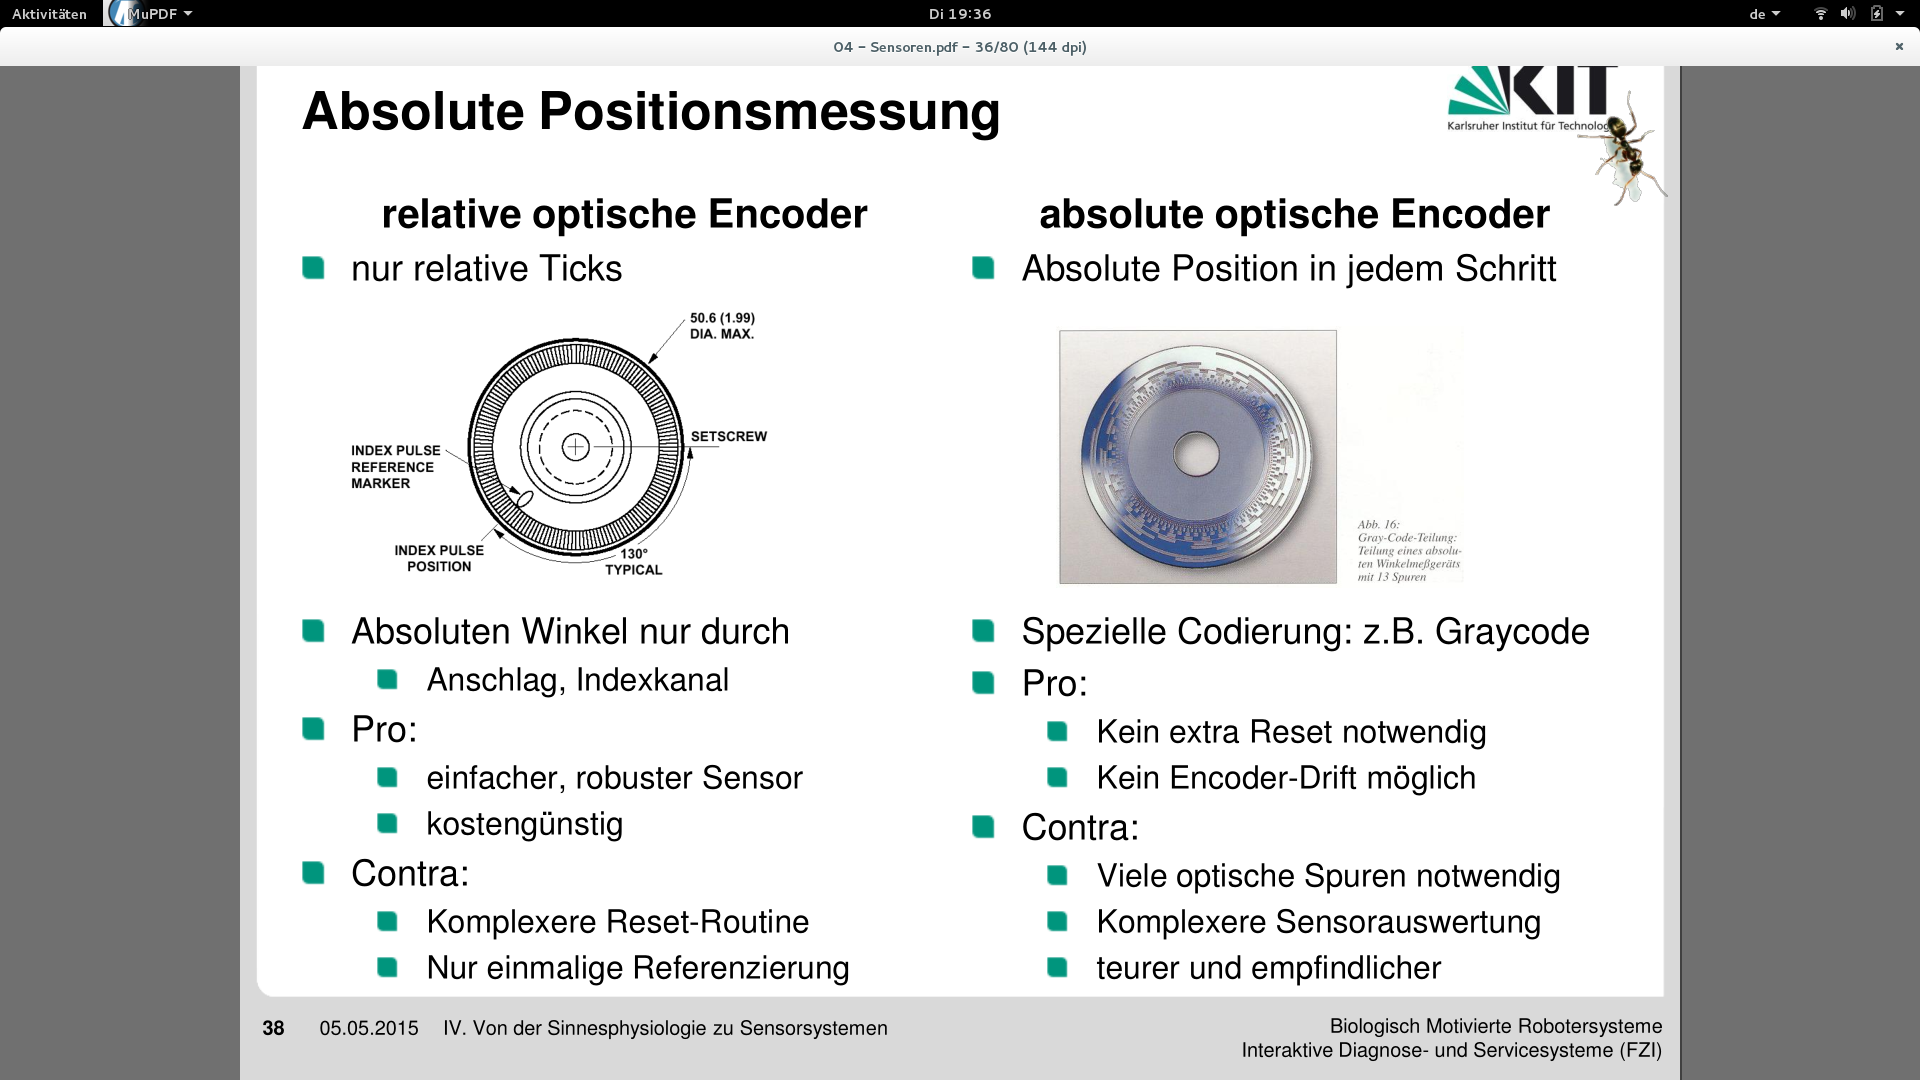 Aktivitäten MuPDF Di 19:36 de
04 – Sensoren.pdf – 36/80 (144 dpi)
Absolute Positionsmessung
KIT
Karlsruher Institut für Technolog
relative optische Encoder
nur relative Ticks
50.6 (1.99)
DIA. MAX.
SETSCREW
INDEX PULSE
REFERENCE
MARKER
INDEX PULSE
POSITION
130°
TYPICAL
Absoluten Winkel nur durch
Anschlag, Indexkanal
Pro:
einfacher, robuster Sensor
kostengünstig
Contra:
Komplexere Reset-Routine
Nur einmalige Referenzierung
absolute optische Encoder
Absolute Position in jedem Schritt
Abb. 16:
Gray-Code-Teilung:
Teilung eines absolu-
ten Winkelmeßgeräts
mit 13 Spuren
Spezielle Codierung: z.B. Graycode
Pro:
Kein extra Reset notwendig
Kein Encoder-Drift möglich
Contra:
Viele optische Spuren notwendig
Komplexere Sensorauswertung
teurer und empfindlicher
38 05.05.2015 IV. Von der Sinnesphysiologie zu Sensorsystemen
Biologisch Motivierte Robotersysteme
Interaktive Diagnose- und Servicesysteme (FZI)